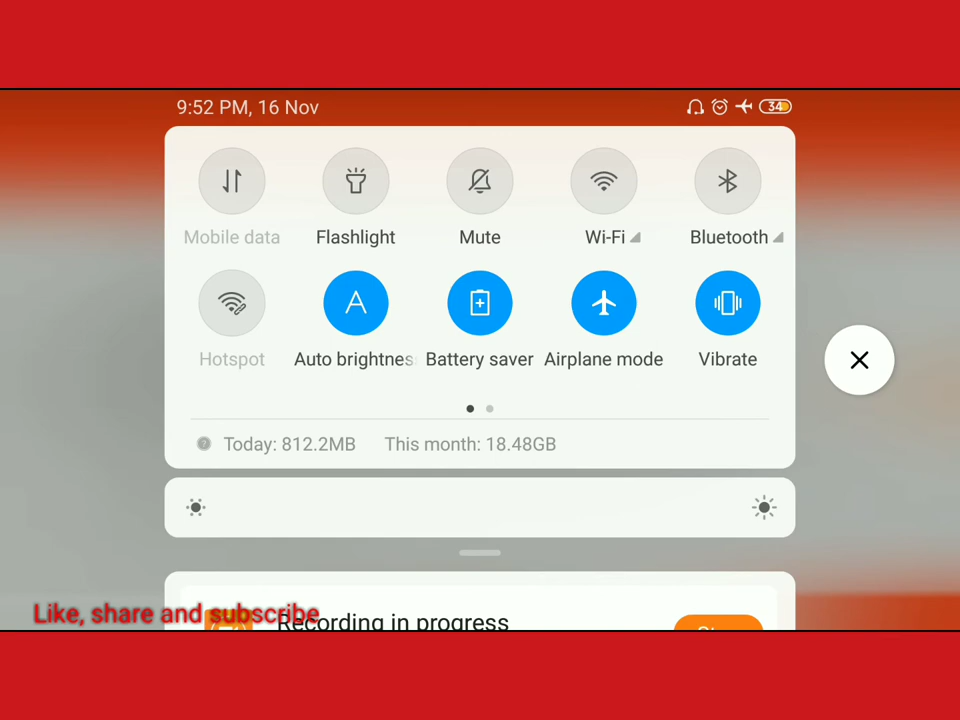 9:52 PM, 16 Nov
34
Mobile data
Flashlight
Mute
Wi-Fi
Bluetooth
Hotspot
A
Auto brightnes
Battery saver
Airplane mode
Vibrate
Today: 812.2MB
This month: 18.48GB
Like, share and subscribe
Recording in progress